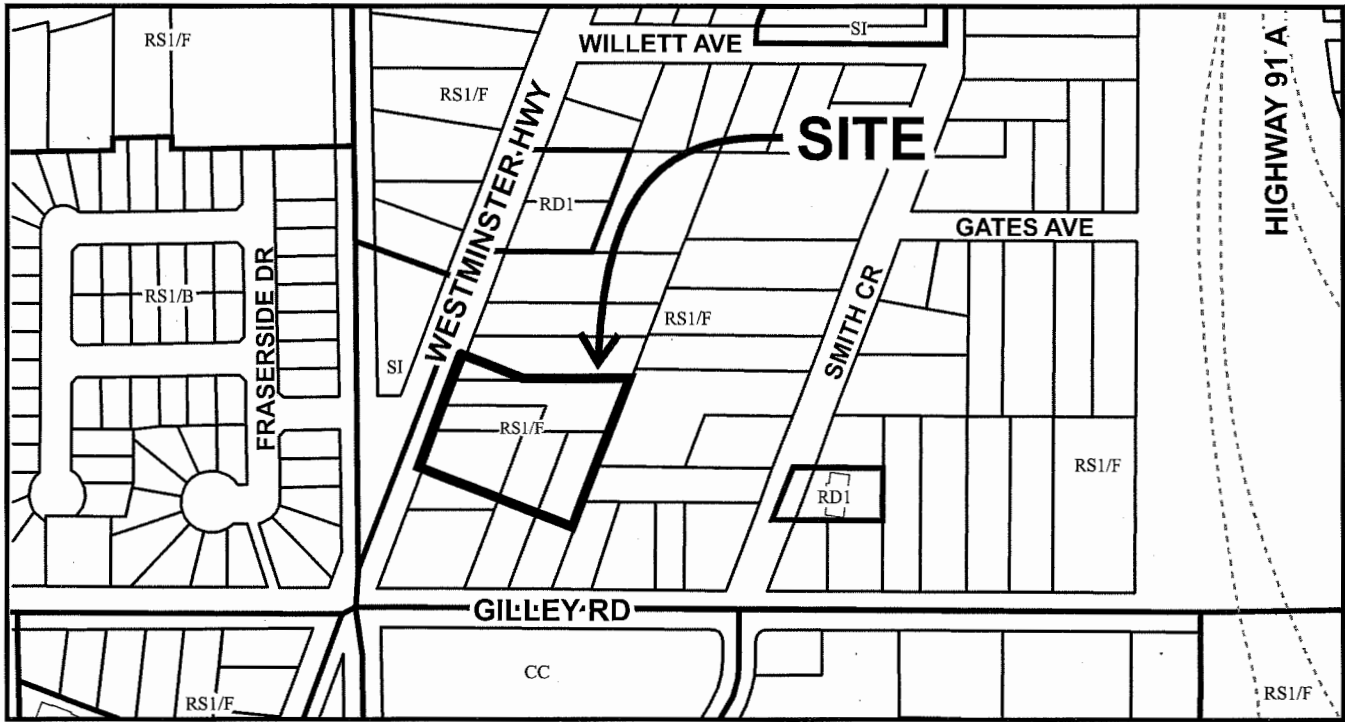 RS1/F
SI
WILLETT AVE
HIGHWAY 91 A
RS1/F
WESTMINSTER HWY
SITE
RD1
GATES AVE
FRASERSIDE DR
RS1/B
RS1/F
SMITH CR
SI
RS1/F
RS1/F
RD1
GILLEY RD
CC
RS1/F
RS1/F